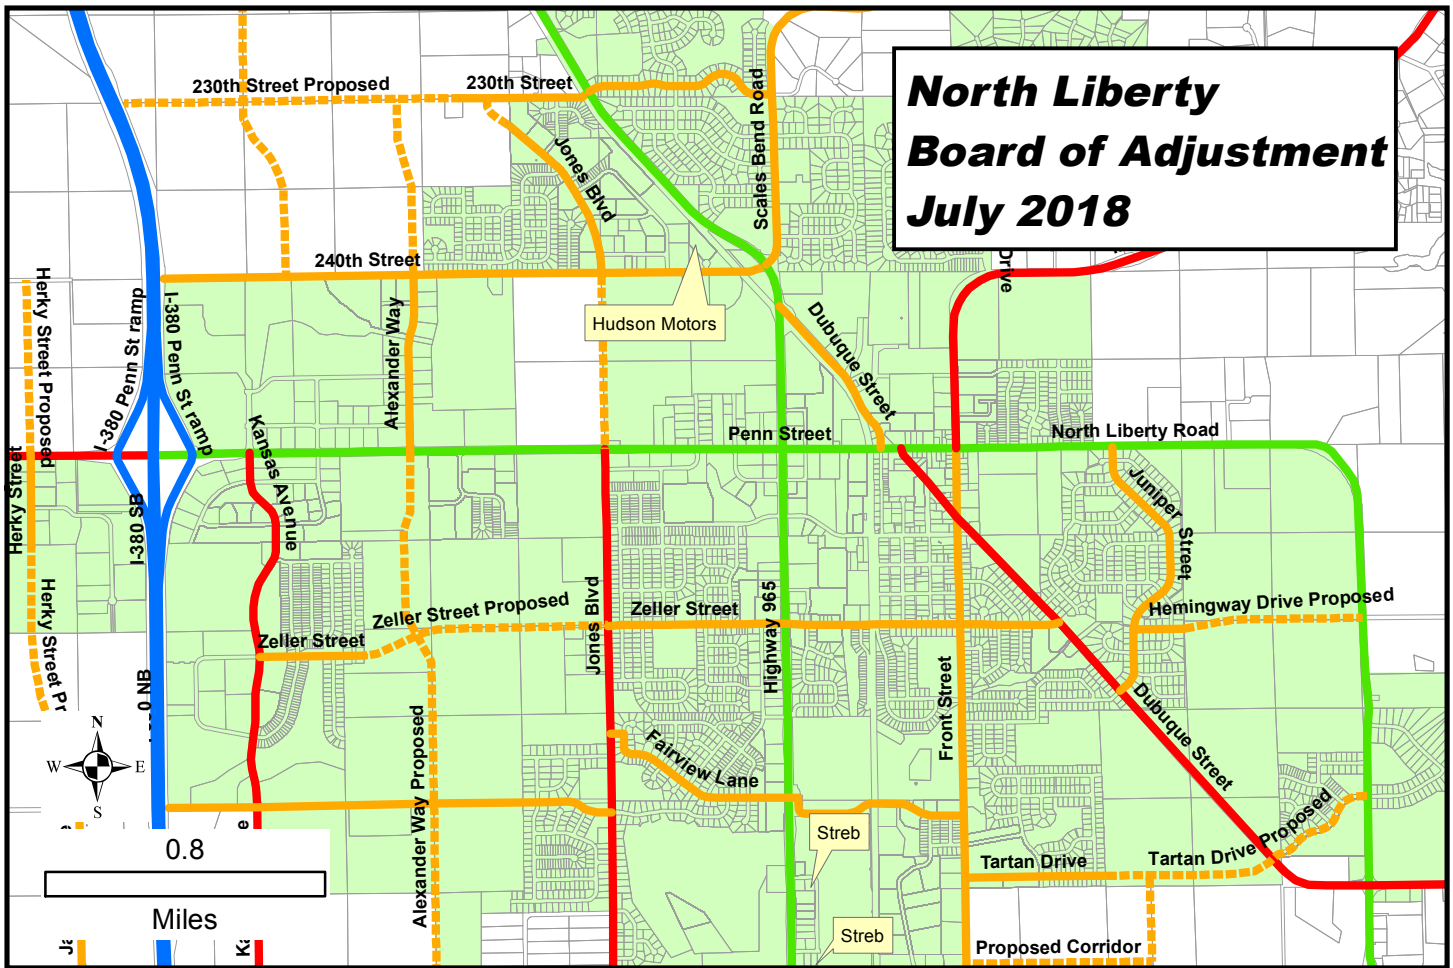 North Liberty
Board of Adjustment
July 2018
230th Street Proposed
230th Street
Scales Bend Road
Jones Blvd
240th Street
Drive
Herky Street Proposed
I-380 Penn St ramp
I-380 Penn St ramp
Alexander Way
Hudson Motors
Dubuque Street
Penn Street
North Liberty Road
Kansas Avenue
Herky Street
I-380 SB
Juniper Street
Herky Street Pr
Zeller Street Proposed
Zeller Street
Jones Blvd
Zeller Street
Highway 965
Hemingway Drive Proposed
NB
Front Street
Dubuque Street
Alexander Way Proposed
Fairview Lane
N
W
E
S
Streb
Tartan Drive
Tartan Drive Proposed
0.8
Miles
Streb
Proposed Corridor